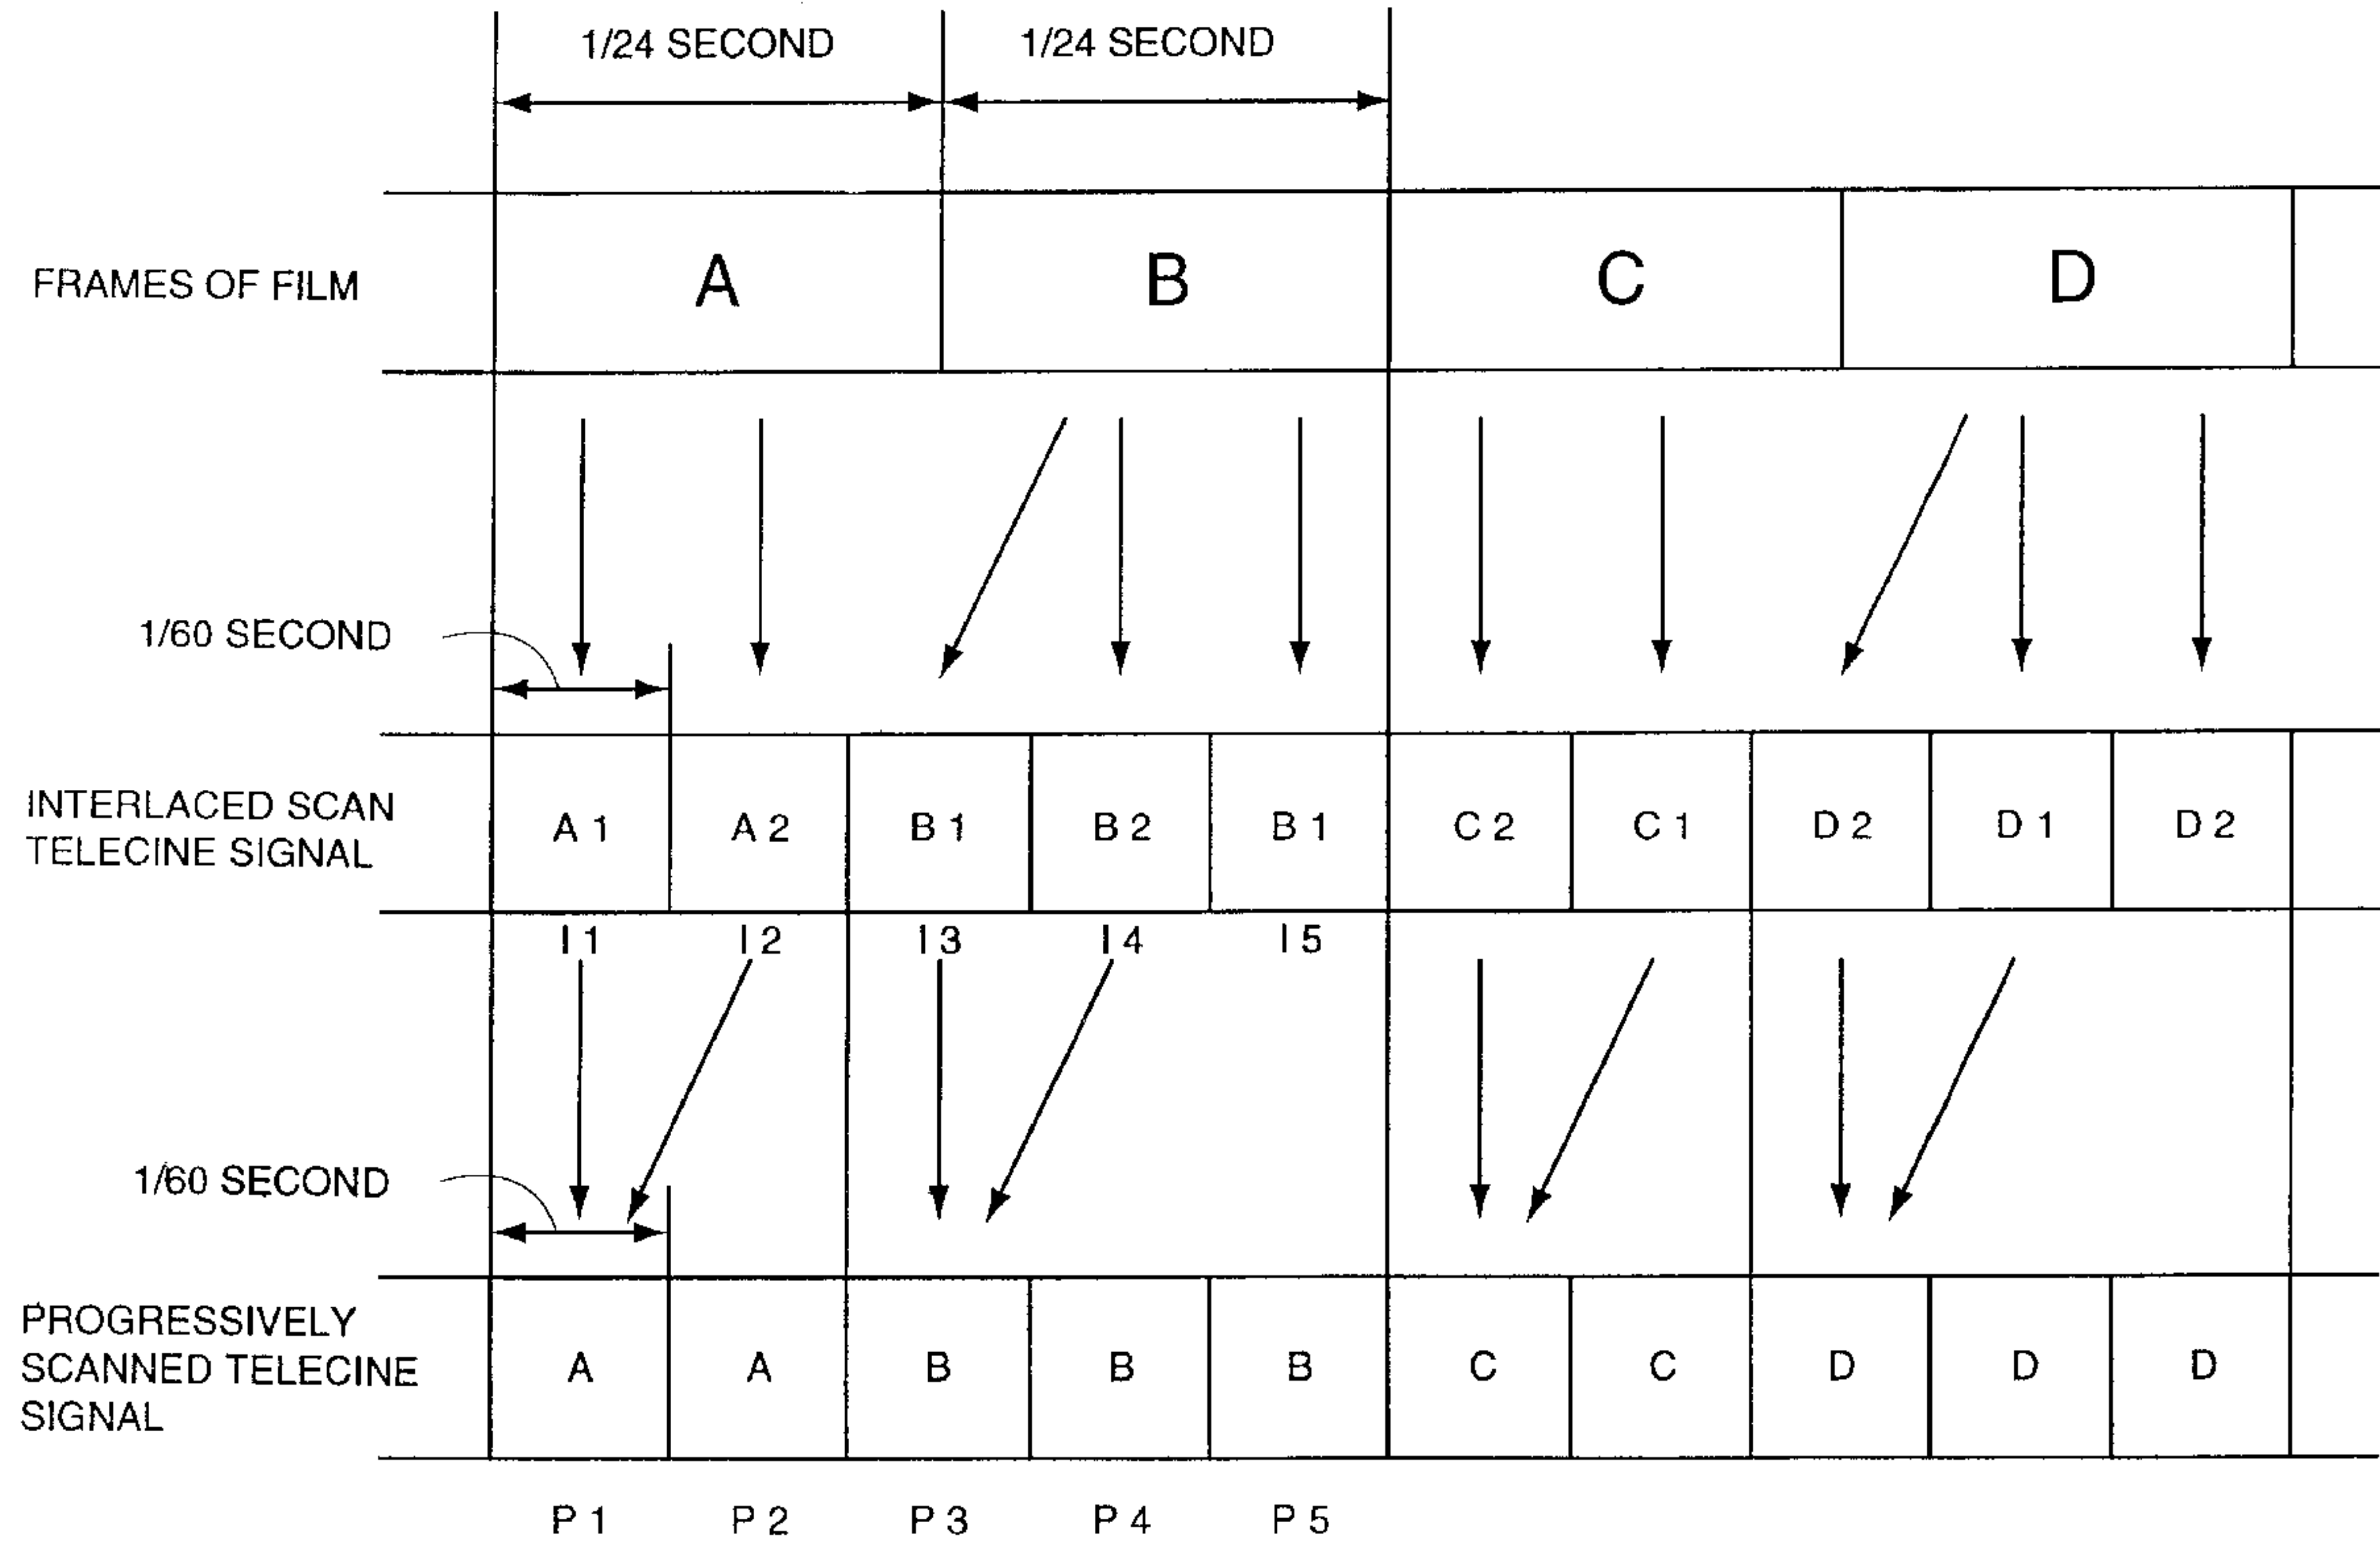 1/24 SECOND 1/24 SECOND
FRAMES OF FILM A B C D
1/60 SECOND
INTERLACED SCAN
TELECINE SIGNAL
A 1 A 2 B 1 B 2 B 1 C 2 C 1 D 2 D 1 D 2
I 1 I 2 I 3 I 4 I 5
1/60 SECOND
PROGRESSIVELY
SCANNED TELECINE
SIGNAL
A A B B B C C D D D
P 1 P 2 P 3 P 4 P 5